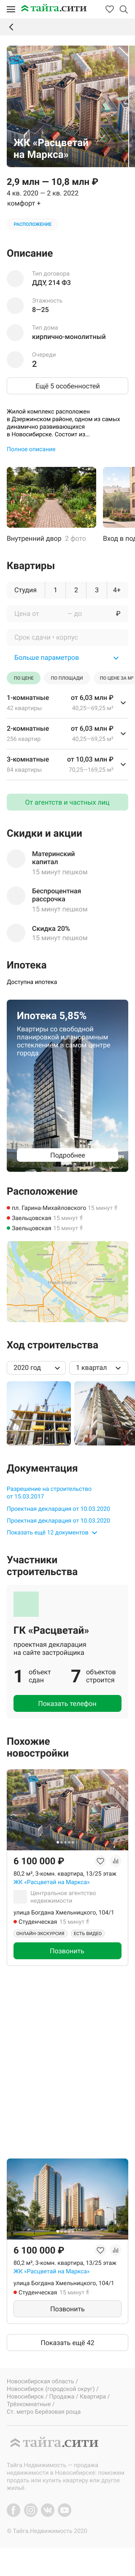 тайга.сити
ЖК «Расцветай
на Маркса»
2,9 млн — 10,8 млн ₽
4 кв. 2020 — 2 кв. 2022
комфорт +
РАСПОЛОЖЕНИЕ
Описание
Тип договора
ДДУ, 214 ФЗ
Этажность
8–25
Тип дома
кирпично-монолитный
Очереди
2
Ещё 5 особенностей
Жилой комплекс расположен
в Дзержинском районе, одном из самых
динамично развивающихся
в Новосибирске. Состоит из...
Полное описание
Внутренний двор 2 фото
Вход в под
Квартиры
Студия 1 2 3 4+
Цена от — до ₽
Срок сдачи • корпус
Больше параметров
ПО ЦЕНЕ ПО ПЛОЩАДИ ПО ЦЕНЕ ЗА М²
1-комнатные от 6,03 млн ₽
42 квартиры 40,25—69,25 м²
2-комнатные от 6,03 млн ₽
256 квартир 40,25—69,25 м²
3-комнатные от 10,03 млн ₽
84 квартиры 70,25—169,25 м²
От агентств и частных лиц
Скидки и акции
Материнский
капитал
15 минут пешком
Беспроцентная
рассрочка
15 минут пешком
Скидка 20%
15 минут пешком
Ипотека
Доступна ипотека
Ипотека 5,85%
Квартиры со свободной
планировкой и панорамным
остеклением в самом центре
города
Подробнее
Расположение
пл. Гарина-Михайловского 15 минут
Заельцовская 15 минут
Заельцовская 15 минут
Ход строительства
2020 год 1 квартал
Документация
Разрешение на строительство
от 15.03.2017
Проектная декларация от 10.03.2020
Проектная декларация от 10.03.2020
Показать ещё 12 документов
Участники
строительства
ГК «Расцветай»
проектная декларация
на сайте застройщика
1 объект
сдан
7 объектов
строится
Показать телефон
Похожие
новостройки
6 100 000 ₽
80,2 м², 3-комн. квартира, 13/25 этаж
ЖК «Расцветай на Маркса»
Центральное агентство
недвижимости
улица Богдана Хмельницкого, 104/1
Студенческая 15 минут
ОНЛАЙН-ЭКСКУРСИЯ ЕСТЬ ВИДЕО
Позвонить
6 100 000 ₽
80,2 м², 3-комн. квартира, 13/25 этаж
ЖК «Расцветай на Маркса»
улица Богдана Хмельницкого, 104/1
Студенческая 15 минут
Позвонить
Показать ещё 42
Новосибирская область /
Новосибирск (городской округ) /
Новосибирск / Продажа / Квартира /
Трёхкомнатные /
Ст. метро Берёзовая роща
тайга.сити
Тайга.Недвижимость — продажа
недвижимости в Новосибирске: поможем
продать или купить квартиру или другое
жильё.
© Тайга.Недвижимость 2020